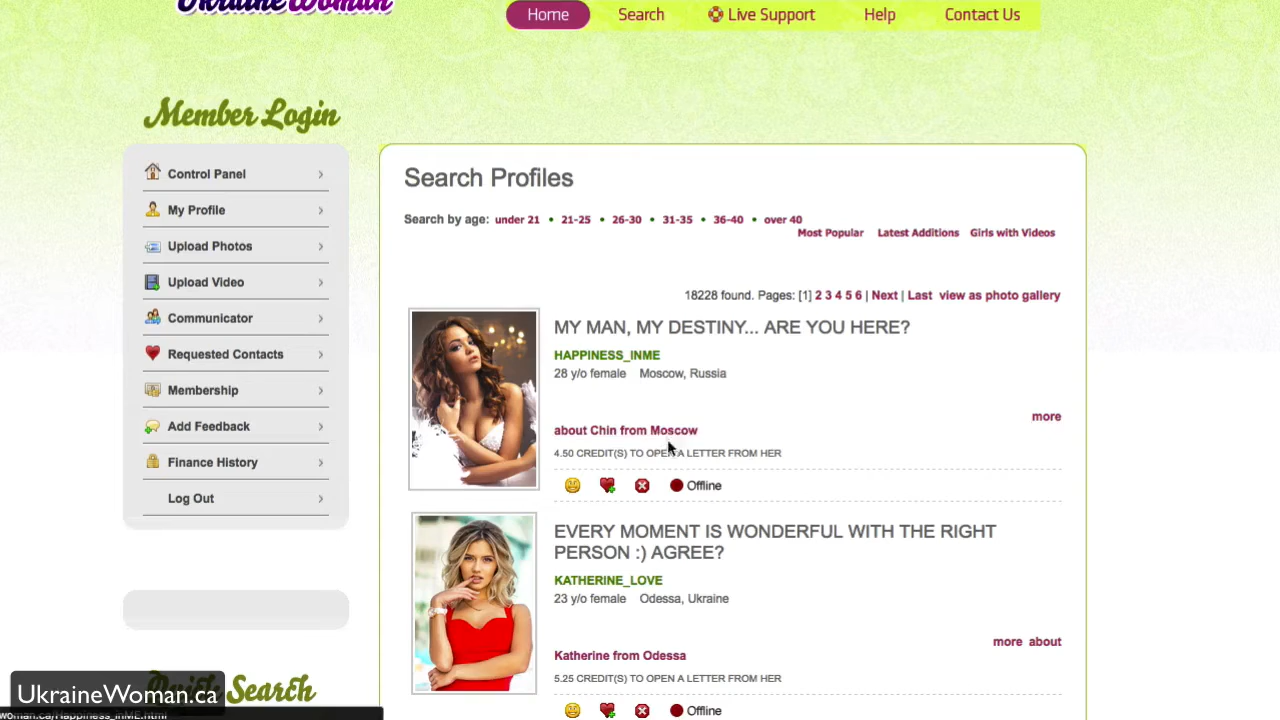 UkraineWoman
Home Search Live Support Help Contact Us
Member Login
Control Panel
My Profile
Upload Photos
Upload Video
Communicator
Requested Contacts
Membership
Add Feedback
Finance History
Log Out
Search Profiles
Search by age: under 21 • 21-25 • 26-30 • 31-35 • 36-40 • over 40
Most Popular Latest Additions Girls with Videos
18228 found. Pages: [1] 2 3 4 5 6 | Next | Last view as photo gallery
MY MAN, MY DESTINY... ARE YOU HERE?
HAPPINESS_INME
28 y/o female Moscow, Russia
more
about Chin from Moscow
4.50 CREDIT(S) TO OPEN A LETTER FROM HER
Offline
EVERY MOMENT IS WONDERFUL WITH THE RIGHT
PERSON :) AGREE?
KATHERINE_LOVE
23 y/o female Odessa, Ukraine
more about
Katherine from Odessa
5.25 CREDIT(S) TO OPEN A LETTER FROM HER
Offline
Search
UkraineWoman.ca
woman.ca/Happiness_inME.html